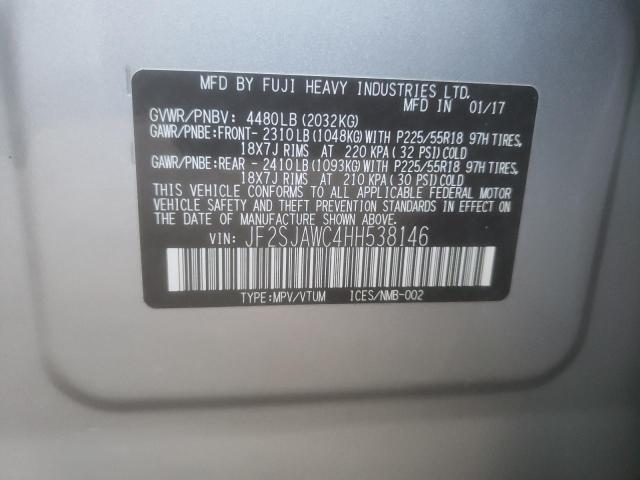 MFD BY FUJI HEAVY INDUSTRIES LTD.
MFD IN 01/17
GVWR/PNBV: 4480LB (2032KG)
GAWR/PNBE:FRONT- 2310LB (1048KG) WITH P225/55R18 97H TIRES,
18X7J RIMS AT 220 KPA ( 32 PSI) COLD
GAWR/PNBE:REAR - 2410LB (1093KG) WITH P225/55R18 97H TIRES,
18X7J RIMS AT 210 KPA ( 30 PSI) COLD
THIS VEHICLE CONFORMS TO ALL APPLICABLE FEDERAL MOTOR
VEHICLE SAFETY AND BUMPER STANDARDS IN EFFECT ON
THE DATE OF MANUFACTURE SHOWN ABOVE.
VIN: JF2SJAWC4HH538146
TYPE:MPV/VTUM ICES/NMB-002